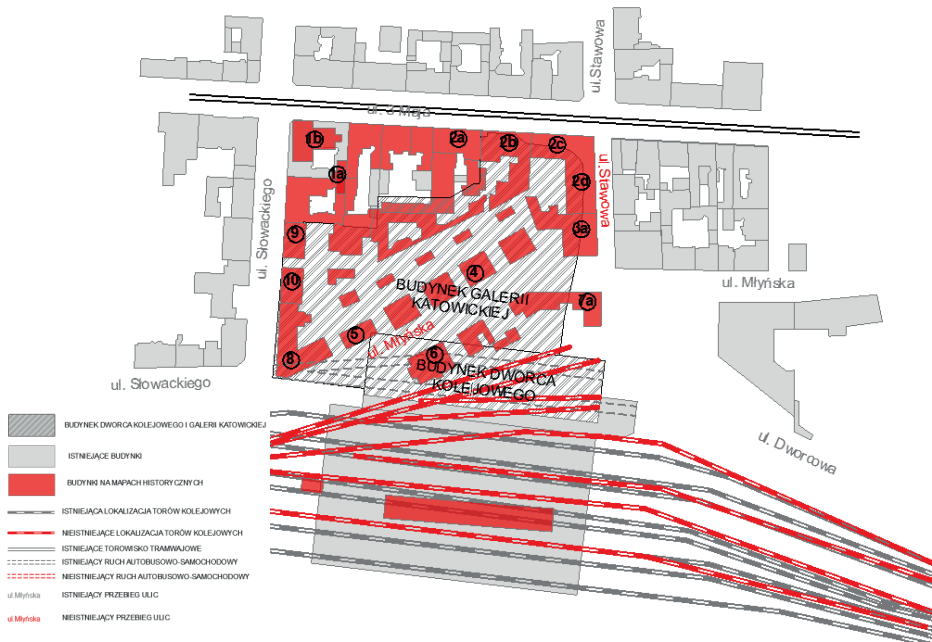 ul.Stawowa
ul. 3 Maja
1b
2a
2b
2c
1a
2d
ul.Stawowa
ul. Słowackiego
9
3a
10
4
BUDYNEK GALERII
KATOWICKIEJ
7a
ul. Młyńska
5
ul. Młyńska
8
6
BUDYNEK DWORCA
KOLEJOWEGO
ul. Słowackiego
ul. Dworcowa
BUDYNEK DWORCA KOLEJOWEGO I GALERII KATOWICKIEJ
ISTNIEJĄCE BUDYNKI
BUDYNKI NA MAPACH HISTORYCZNYCH
ISTNIEJĄCA LOKALIZACJA TORÓW KOLEJOWYCH
NIEISTNIEJĄCE LOKALIZACJA TORÓW KOLEJOWYCH
ISTNIEJĄCE TOROWISKO TRAMWAJOWE
ISTNIEJĄCY RUCH AUTOBUSOWO-SAMOCHODOWY
NIEISTNIEJĄCY RUCH AUTOBUSOWO-SAMOCHODOWY
ul.Młyńska ISTNIEJĄCY PRZEBIEG ULIC
ul.Młyńska NIEISTNIEJĄCY PRZEBIEG ULIC